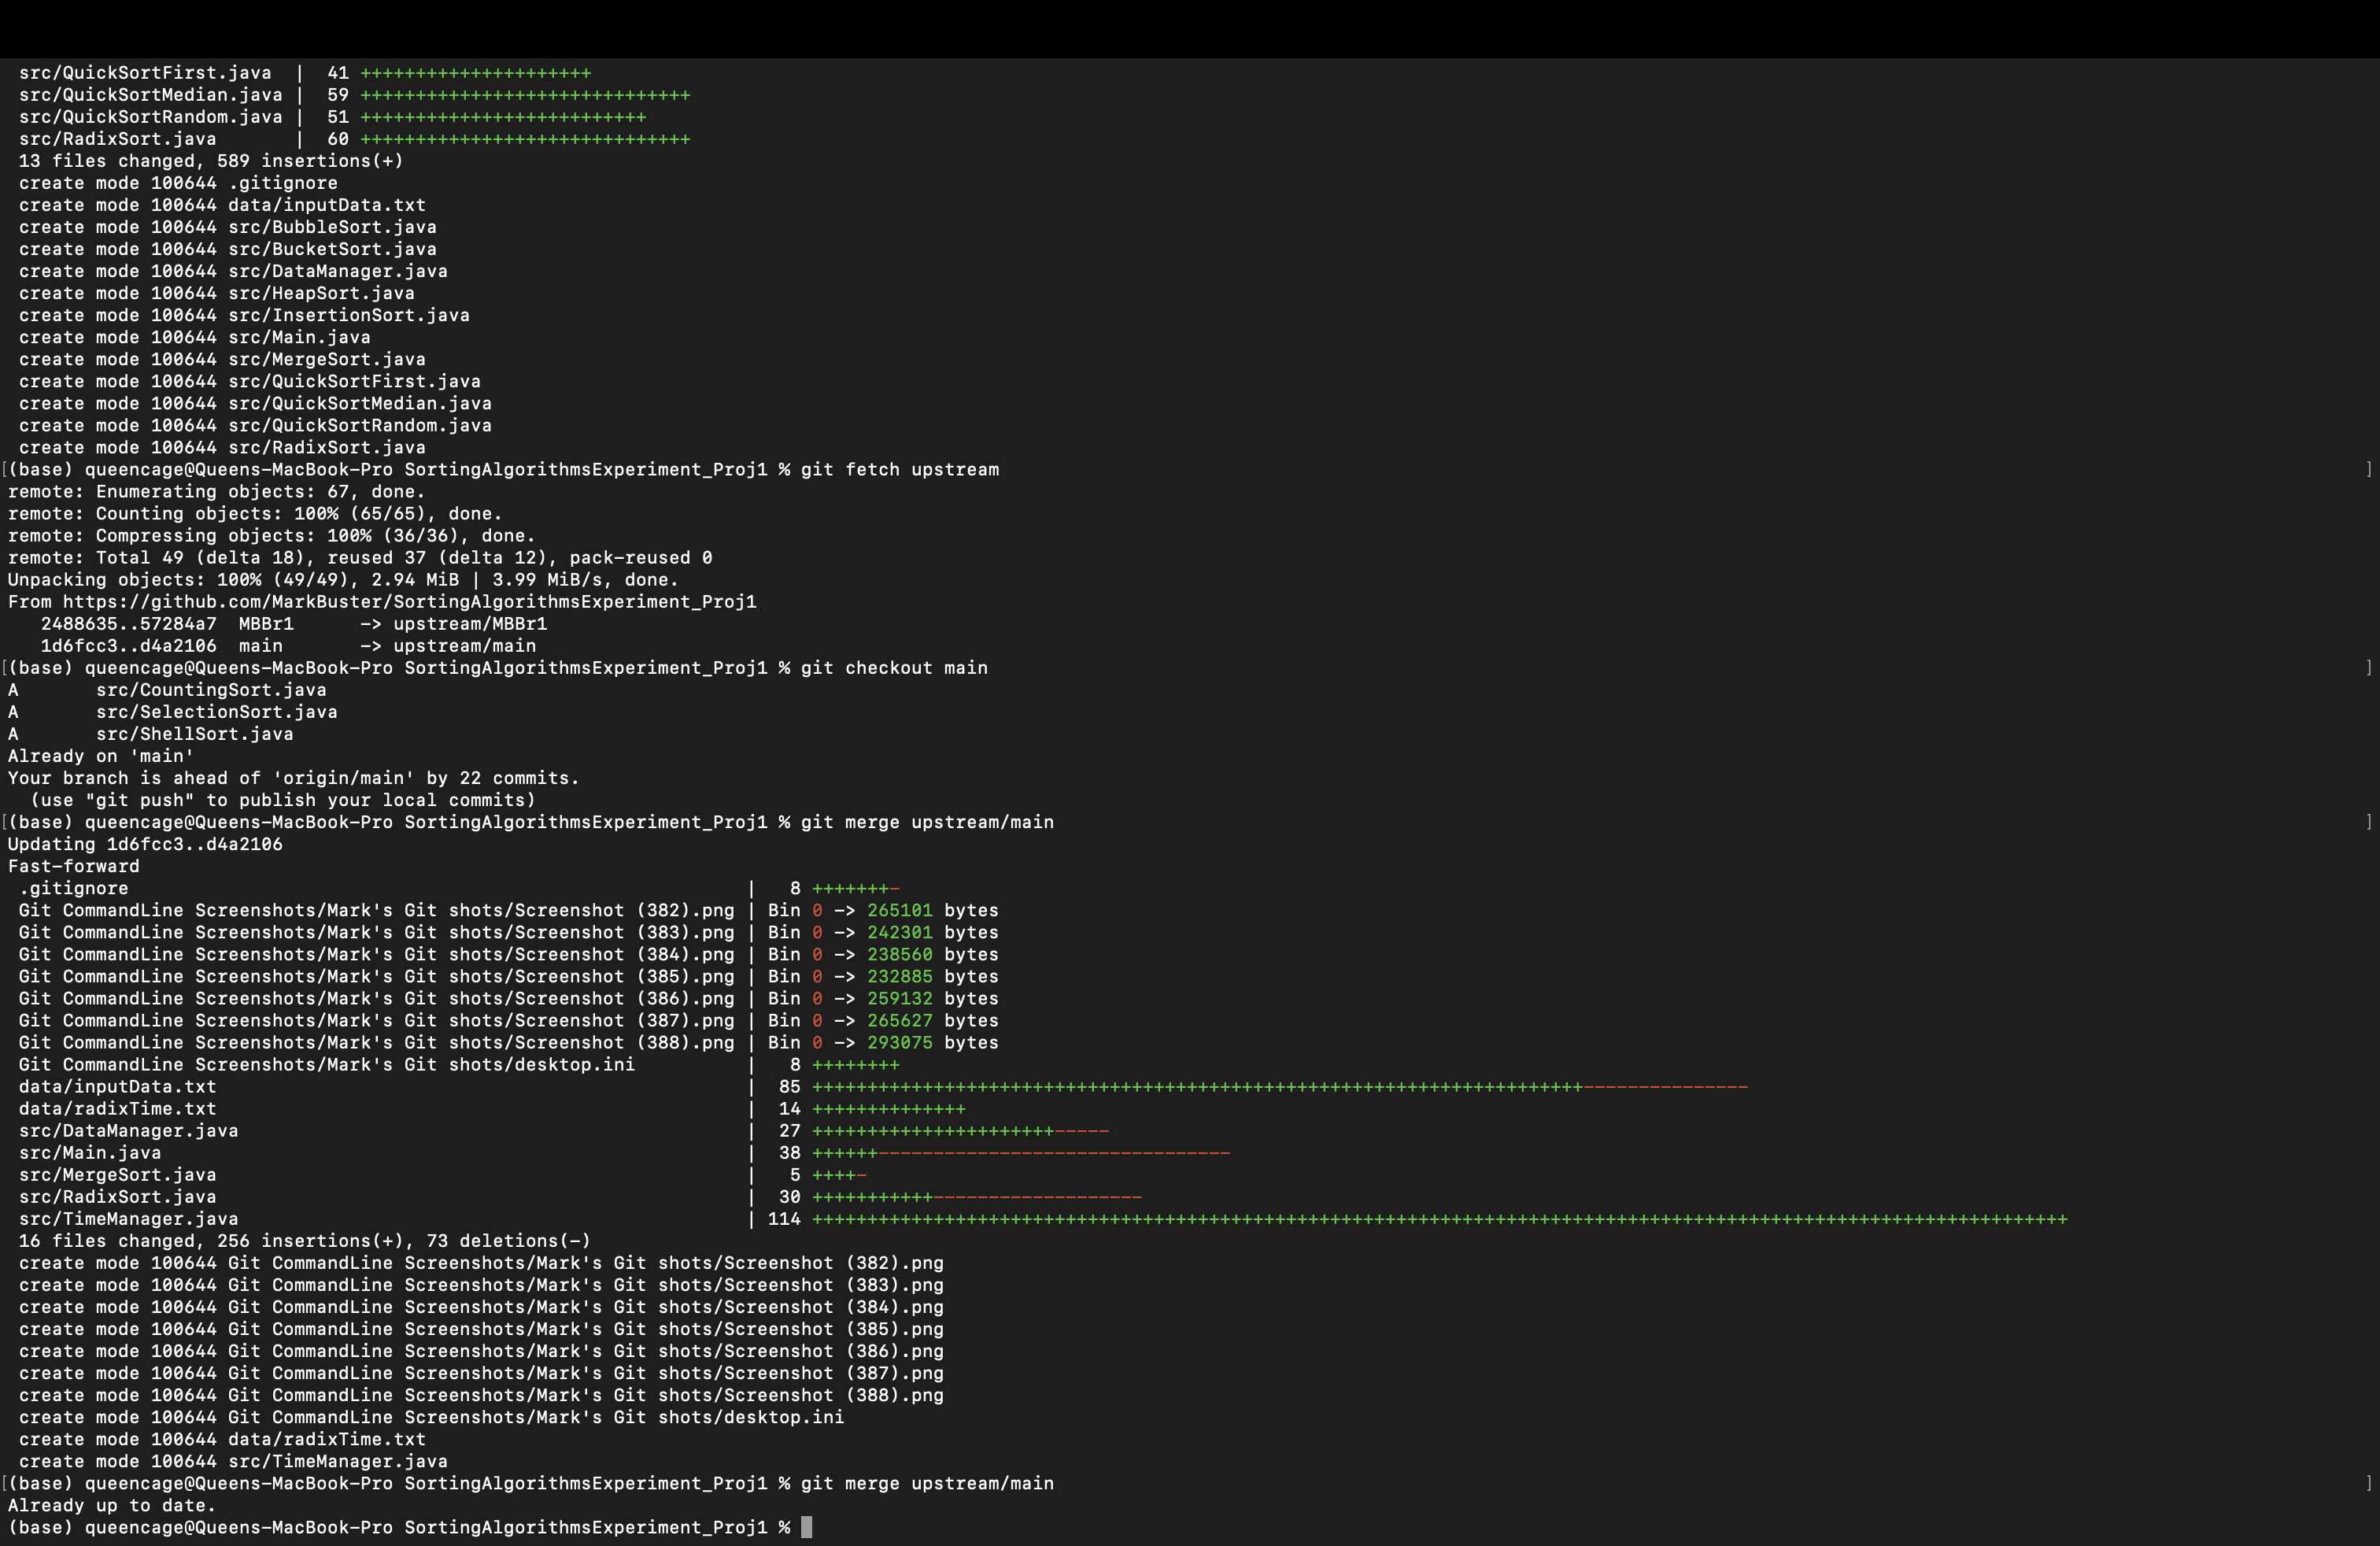 src/QuickSortFirst.java  |  41 +++++++++++++++++++++
src/QuickSortMedian.java |  59 ++++++++++++++++++++++++++++++
src/QuickSortRandom.java |  51 ++++++++++++++++++++++++++
src/RadixSort.java       |  60 ++++++++++++++++++++++++++++++
13 files changed, 589 insertions(+)
create mode 100644 .gitignore
create mode 100644 data/inputData.txt
create mode 100644 src/BubbleSort.java
create mode 100644 src/BucketSort.java
create mode 100644 src/DataManager.java
create mode 100644 src/HeapSort.java
create mode 100644 src/InsertionSort.java
create mode 100644 src/Main.java
create mode 100644 src/MergeSort.java
create mode 100644 src/QuickSortFirst.java
create mode 100644 src/QuickSortMedian.java
create mode 100644 src/QuickSortRandom.java
create mode 100644 src/RadixSort.java
[(base) queencage@Queens-MacBook-Pro SortingAlgorithmsExperiment_Proj1 % git fetch upstream ]
remote: Enumerating objects: 67, done.
remote: Counting objects: 100% (65/65), done.
remote: Compressing objects: 100% (36/36), done.
remote: Total 49 (delta 18), reused 37 (delta 12), pack-reused 0
Unpacking objects: 100% (49/49), 2.94 MiB | 3.99 MiB/s, done.
From https://github.com/MarkBuster/SortingAlgorithmsExperiment_Proj1
   2488635..57284a7  MBBr1      -> upstream/MBBr1
   1d6fcc3..d4a2106  main       -> upstream/main
[(base) queencage@Queens-MacBook-Pro SortingAlgorithmsExperiment_Proj1 % git checkout main ]
A       src/CountingSort.java
A       src/SelectionSort.java
A       src/ShellSort.java
Already on 'main'
Your branch is ahead of 'origin/main' by 22 commits.
  (use "git push" to publish your local commits)
[(base) queencage@Queens-MacBook-Pro SortingAlgorithmsExperiment_Proj1 % git merge upstream/main ]
Updating 1d6fcc3..d4a2106
Fast-forward
.gitignore | 8 +++++++-
Git CommandLine Screenshots/Mark's Git shots/Screenshot (382).png | Bin 0 -> 265101 bytes
Git CommandLine Screenshots/Mark's Git shots/Screenshot (383).png | Bin 0 -> 242301 bytes
Git CommandLine Screenshots/Mark's Git shots/Screenshot (384).png | Bin 0 -> 238560 bytes
Git CommandLine Screenshots/Mark's Git shots/Screenshot (385).png | Bin 0 -> 232885 bytes
Git CommandLine Screenshots/Mark's Git shots/Screenshot (386).png | Bin 0 -> 259132 bytes
Git CommandLine Screenshots/Mark's Git shots/Screenshot (387).png | Bin 0 -> 265627 bytes
Git CommandLine Screenshots/Mark's Git shots/Screenshot (388).png | Bin 0 -> 293075 bytes
Git CommandLine Screenshots/Mark's Git shots/desktop.ini | 8 ++++++++
data/inputData.txt | 85 ++++++++++++++++++++++++++++++++++++++++++++++++++++++++++++++++++++++---------------
data/radixTime.txt | 14 ++++++++++++++
src/DataManager.java | 27 ++++++++++++++++++++++-----
src/Main.java | 38 ++++++--------------------------------
src/MergeSort.java | 5 ++++-
src/RadixSort.java | 30 +++++++++++-------------------
src/TimeManager.java | 114 ++++++++++++++++++++++++++++++++++++++++++++++++++++++++++++++++++++++++++++++++++++++++++++++++++++++++++++++++++
16 files changed, 256 insertions(+), 73 deletions(-)
create mode 100644 Git CommandLine Screenshots/Mark's Git shots/Screenshot (382).png
create mode 100644 Git CommandLine Screenshots/Mark's Git shots/Screenshot (383).png
create mode 100644 Git CommandLine Screenshots/Mark's Git shots/Screenshot (384).png
create mode 100644 Git CommandLine Screenshots/Mark's Git shots/Screenshot (385).png
create mode 100644 Git CommandLine Screenshots/Mark's Git shots/Screenshot (386).png
create mode 100644 Git CommandLine Screenshots/Mark's Git shots/Screenshot (387).png
create mode 100644 Git CommandLine Screenshots/Mark's Git shots/Screenshot (388).png
create mode 100644 Git CommandLine Screenshots/Mark's Git shots/desktop.ini
create mode 100644 data/radixTime.txt
create mode 100644 src/TimeManager.java
[(base) queencage@Queens-MacBook-Pro SortingAlgorithmsExperiment_Proj1 % git merge upstream/main ]
Already up to date.
(base) queencage@Queens-MacBook-Pro SortingAlgorithmsExperiment_Proj1 %